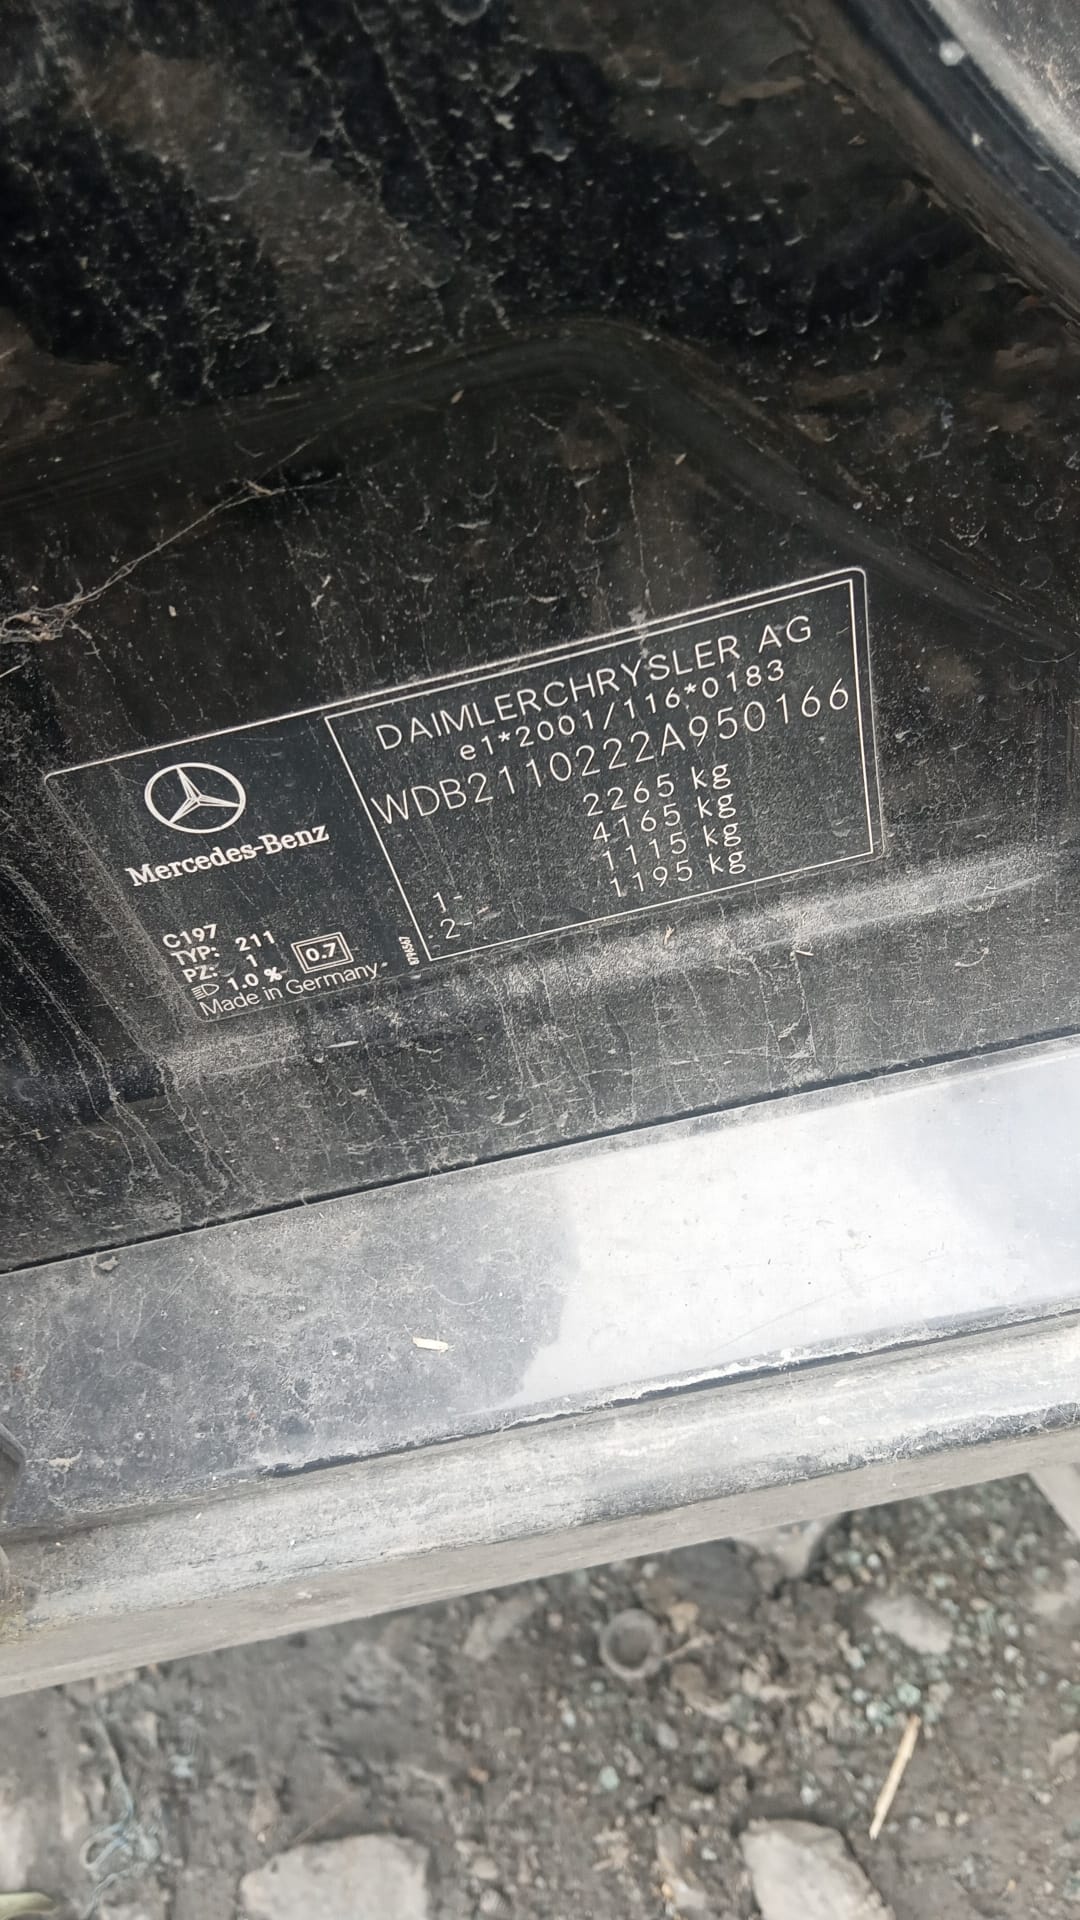 DAIMLERCHRYSLER AG
e1*2001/116*0183
WDB2110222A950166
2265 kg
4165 kg
1- 1115 kg
2- 1195 kg
Mercedes-Benz
C197
TYP: 211
PZ: 1
1.0 % 0.7
Made in Germany